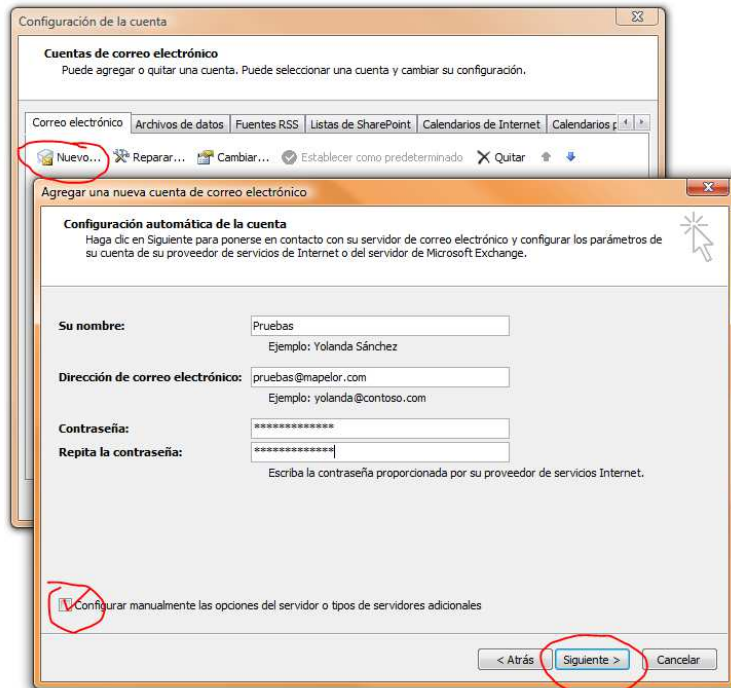 Configuración de la cuenta
Cuentas de correo electrónico
Puede agregar o quitar una cuenta. Puede seleccionar una cuenta y cambiar su configuración.
Correo electrónico Archivos de datos Fuentes RSS Listas de SharePoint Calendarios de Internet Calendarios p
Nuevo... Reparar... Cambiar... Establecer como predeterminado Quitar
Agregar una nueva cuenta de correo electrónico
Configuración automática de la cuenta
Haga clic en Siguiente para ponerse en contacto con su servidor de correo electrónico y configurar los parámetros de
su cuenta de su proveedor de servicios de Internet o del servidor de Microsoft Exchange.
Su nombre: Pruebas
Ejemplo: Yolanda Sánchez
Dirección de correo electrónico: pruebas@mapelor.com
Ejemplo: yolanda@contoso.com
Contraseña: *************
Repita la contraseña: *************
Escriba la contraseña proporcionada por su proveedor de servicios Internet.
Configurar manualmente las opciones del servidor o tipos de servidores adicionales
< Atrás Siguiente > Cancelar